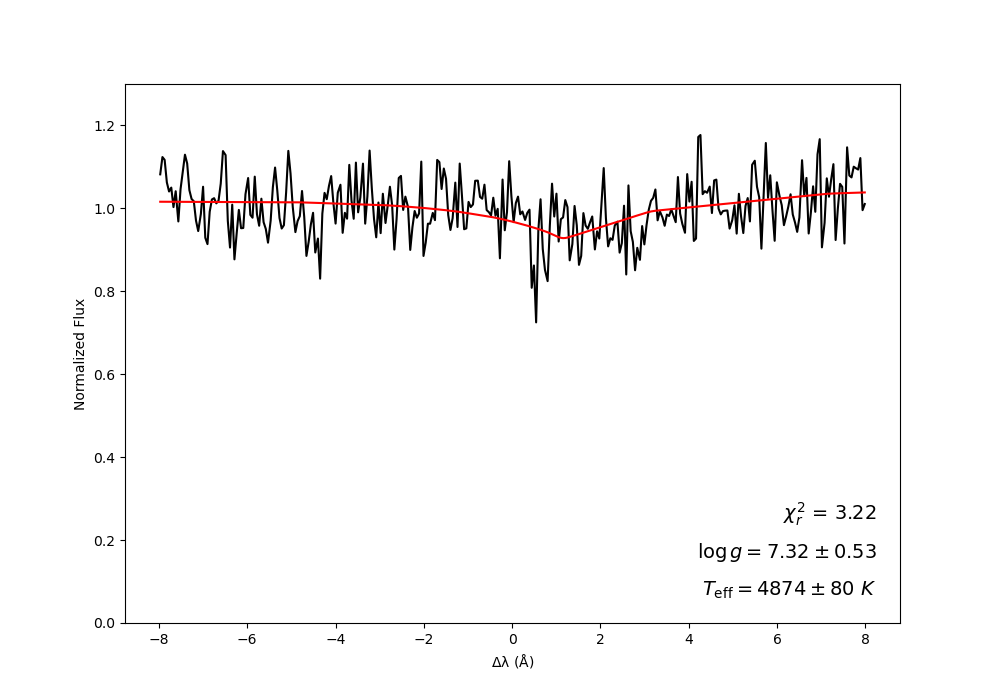 1.2
1.0
0.8
0.6
0.4
0.2
0.0
Normalized Flux
χ²ᵣ = 3.22
log g = 7.32 ± 0.53
T_eff = 4874 ± 80 K
−8 −6 −4 −2 0 2 4 6 8
Δλ (Å)